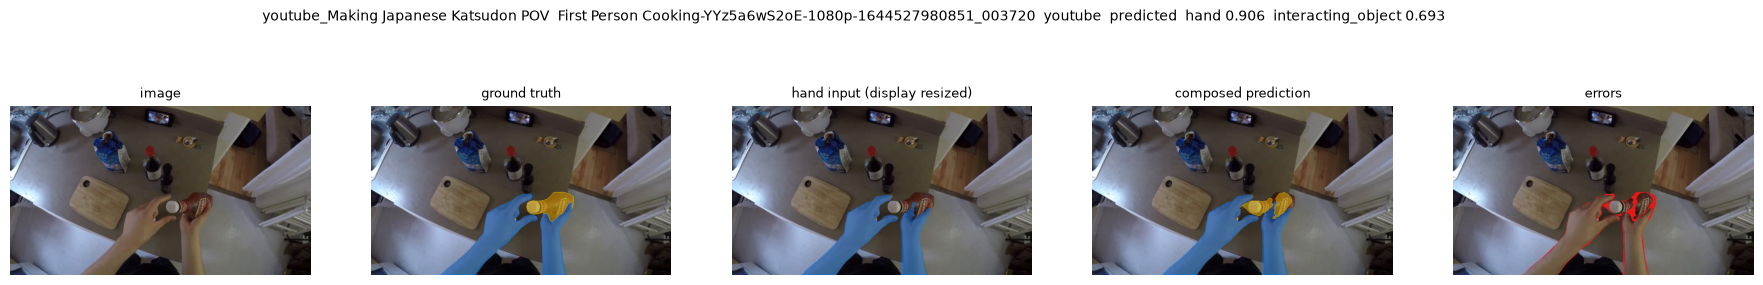 youtube_Making Japanese Katsudon POV  First Person Cooking-YYz5a6wS2oE-1080p-1644527980851_003720  youtube  predicted  hand 0.906  interacting_object 0.693
image
ground truth
hand input (display resized)
composed prediction
errors